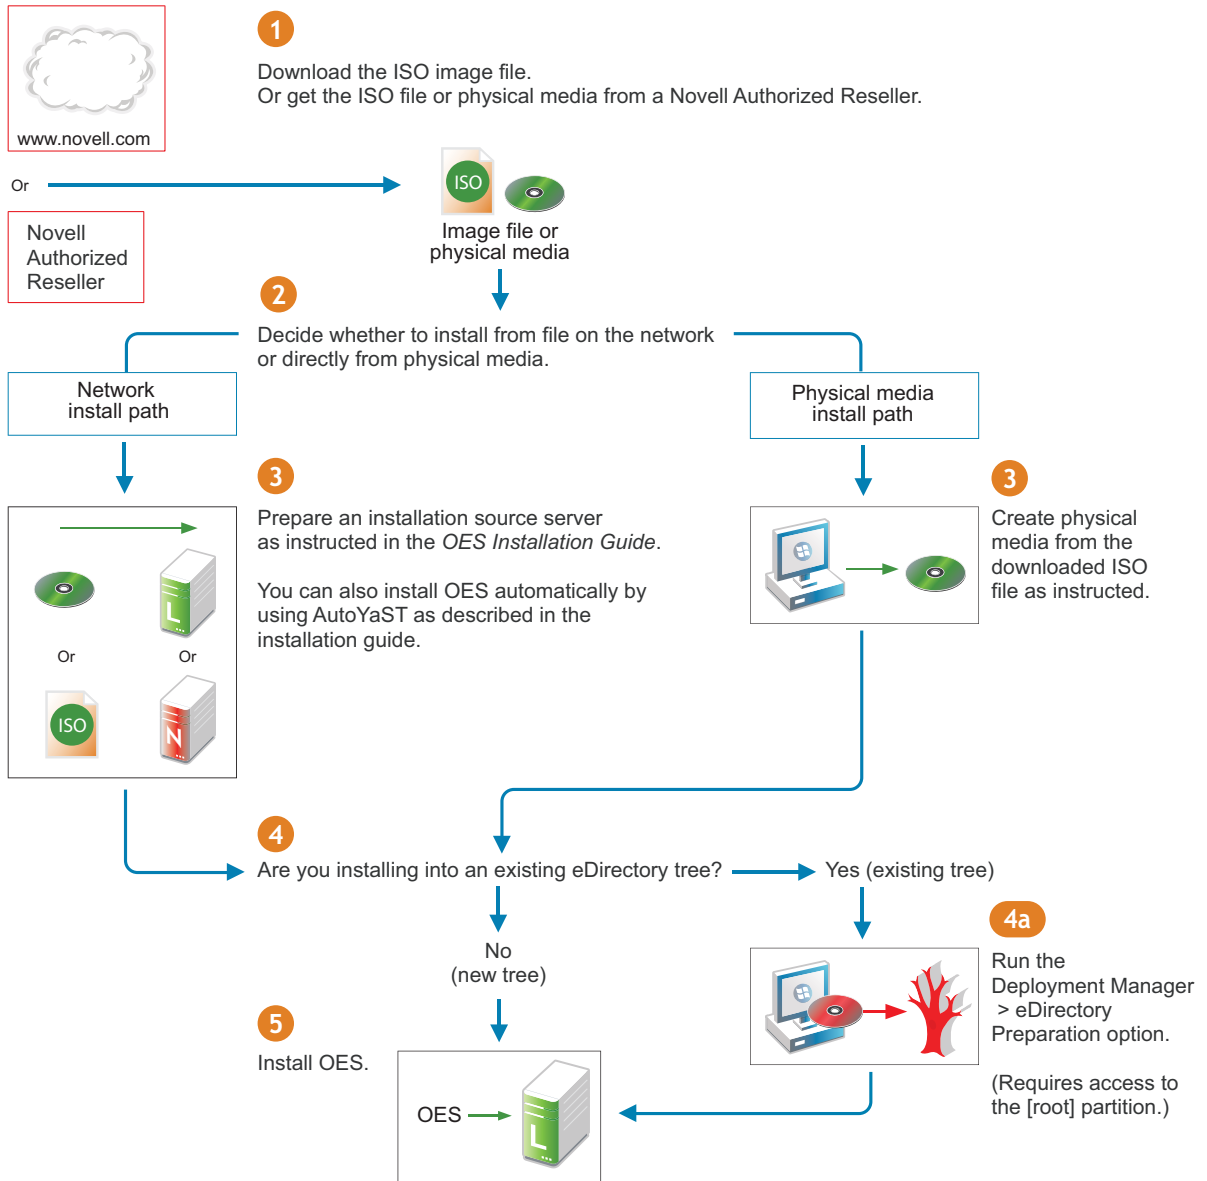 1
Download the ISO image file.
Or get the ISO file or physical media from a Novell Authorized Reseller.
www.novell.com
Or
Novell
Authorized
Reseller
ISO
Image file or
physical media
2
Decide whether to install from file on the network
or directly from physical media.
Network
install path
Physical media
install path
3
Prepare an installation source server
as instructed in the OES Installation Guide.
You can also install OES automatically by
using AutoYaST as described in the
installation guide.
L
Or
Or
ISO
N
3
Create physical
media from the
downloaded ISO
file as instructed.
4
Are you installing into an existing eDirectory tree?
Yes (existing tree)
No
(new tree)
4a
Run the
Deployment Manager
> eDirectory
Preparation option.
(Requires access to
the [root] partition.)
5
Install OES.
OES
L